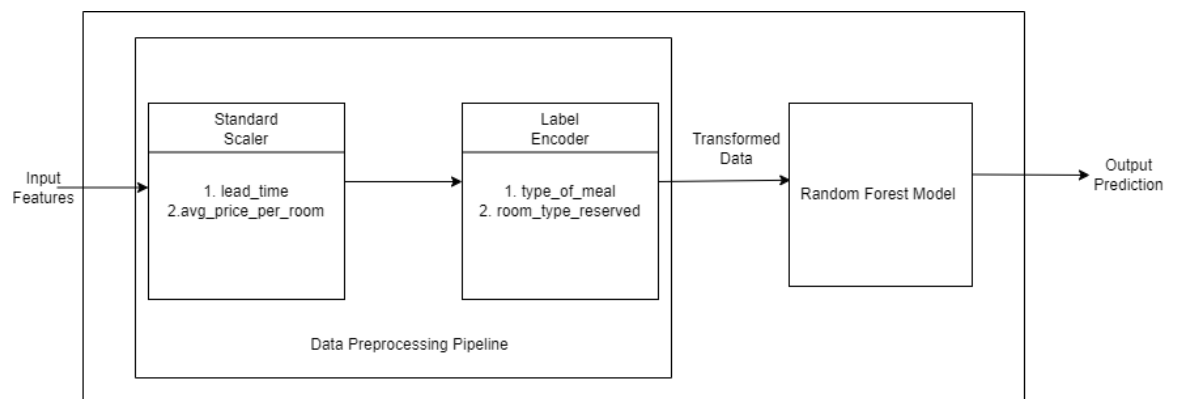 Input
Features
Standard
Scaler
1. lead_time
2.avg_price_per_room
Label
Encoder
1. type_of_meal
2. room_type_reserved
Data Preprocessing Pipeline
Transformed
Data
Random Forest Model
Output
Prediction